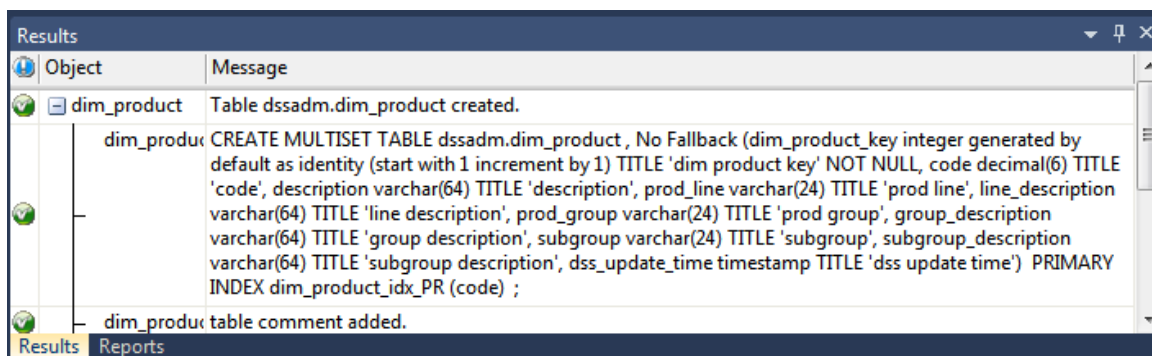 Results
Object Message
dim_product Table dssadm.dim_product created.
dim_produc CREATE MULTISET TABLE dssadm.dim_product , No Fallback (dim_product_key integer generated by
default as identity (start with 1 increment by 1) TITLE 'dim product key' NOT NULL, code decimal(6) TITLE
'code', description varchar(64) TITLE 'description', prod_line varchar(24) TITLE 'prod line', line_description
varchar(64) TITLE 'line description', prod_group varchar(24) TITLE 'prod group', group_description
varchar(64) TITLE 'group description', subgroup varchar(24) TITLE 'subgroup', subgroup_description
varchar(64) TITLE 'subgroup description', dss_update_time timestamp TITLE 'dss update time') PRIMARY
INDEX dim_product_idx_PR (code) ;
dim_produc table comment added.
Results Reports